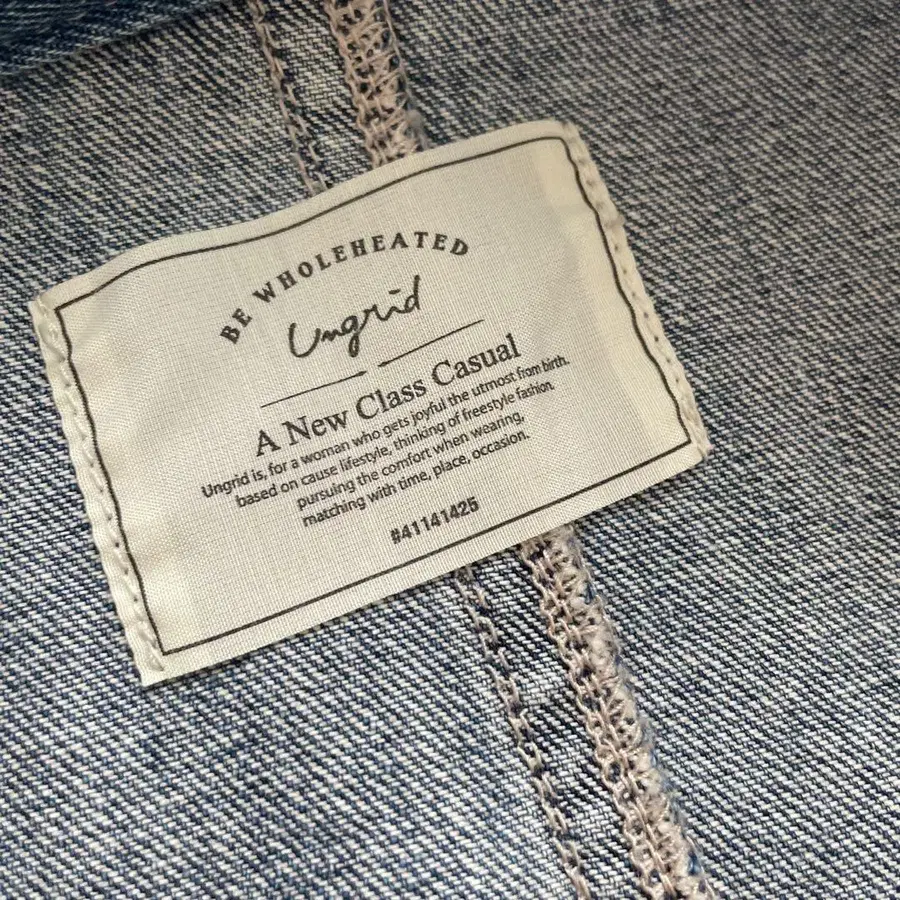 BE WHOLEHEATED
Ungrid
A New Class Casual
Ungrid is, for a woman who gets joyful the utmost from birth,
based on cause lifestyle, thinking of freestyle fashion
pursuing the comfort when wearing,
matching with time, place, occasion.
#41141425